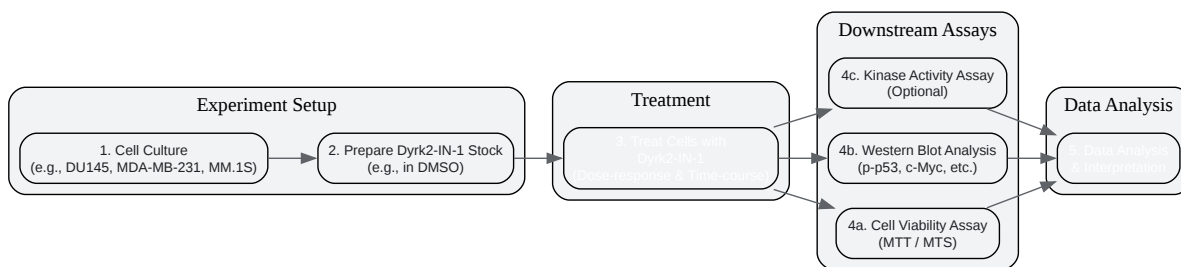 Experiment Setup
1. Cell Culture
(e.g., DU145, MDA-MB-231, MM.1S)
2. Prepare Dyrk2-IN-1 Stock
(e.g., in DMSO)
Treatment
3. Treat Cells with
Dyrk2-IN-1
(Dose-response & Time-course)
Downstream Assays
4c. Kinase Activity Assay
(Optional)
4b. Western Blot Analysis
(p-p53, c-Myc, etc.)
4a. Cell Viability Assay
(MTT / MTS)
Data Analysis
5. Data Analysis
& Interpretation